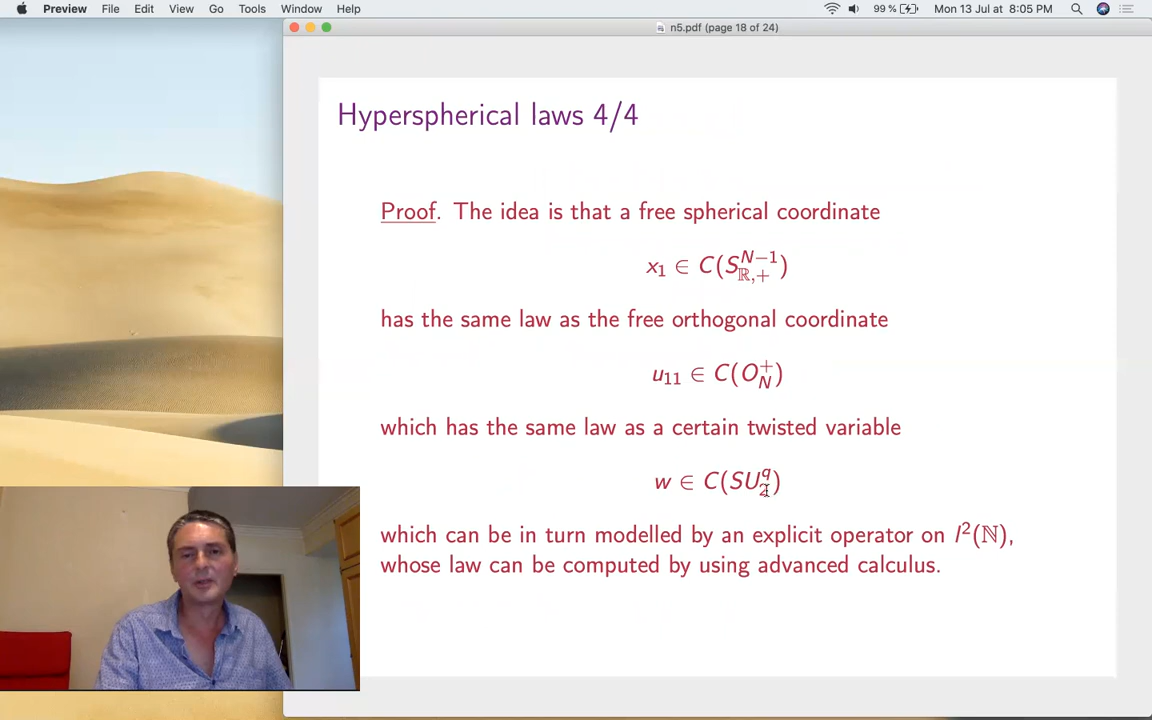 Preview File Edit View Go Tools Window Help 99 % Mon 13 Jul at 8:05 PM
n5.pdf (page 18 of 24)
Hyperspherical laws 4/4
Proof. The idea is that a free spherical coordinate
x₁ ∈ C(S^{N−1}_{ℝ,+})
has the same law as the free orthogonal coordinate
u₁₁ ∈ C(O_N^+)
which has the same law as a certain twisted variable
w ∈ C(SU_2^q)
which can be in turn modelled by an explicit operator on l²(ℕ),
whose law can be computed by using advanced calculus.